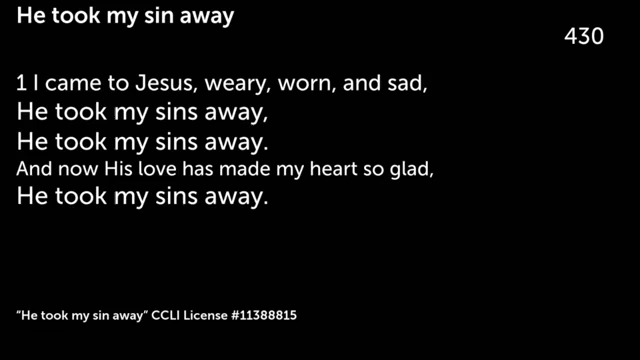 He took my sin away
430
1 I came to Jesus, weary, worn, and sad,
He took my sins away,
He took my sins away.
And now His love has made my heart so glad,
He took my sins away.
“He took my sin away” CCLI License #11388815